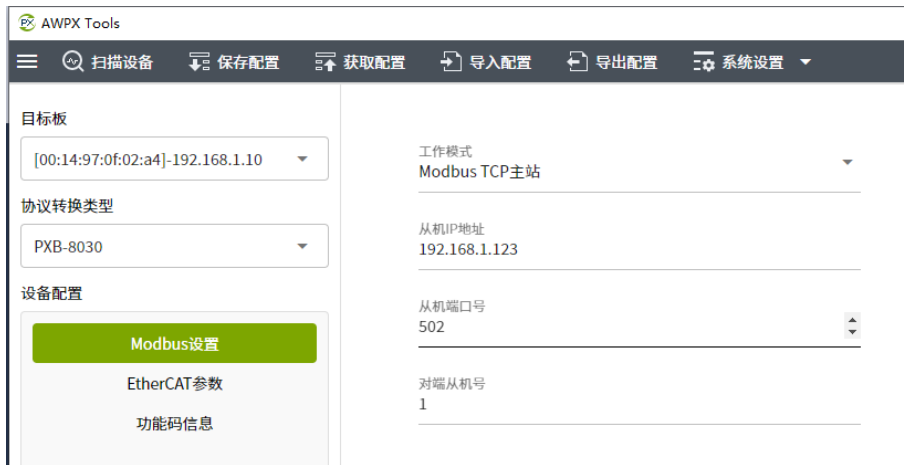 PX AWPX Tools
扫描设备 保存配置 获取配置 导入配置 导出配置 系统设置
目标板
[00:14:97:0f:02:a4]-192.168.1.10
协议转换类型
PXB-8030
设备配置
Modbus设置
EtherCAT参数
功能码信息
工作模式
Modbus TCP主站
从机IP地址
192.168.1.123
从机端口号
502
对端从机号
1